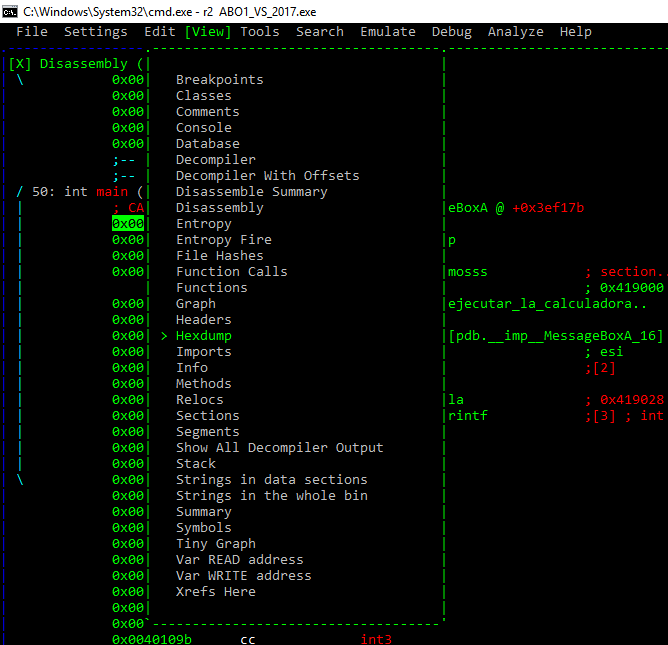 C:\Windows\System32\cmd.exe - r2 ABO1_VS_2017.exe
File Settings Edit [View] Tools Search Emulate Debug Analyze Help
[X] Disassembly (
\ 0x00 Breakpoints
0x00 Classes
0x00 Comments
0x00 Console
0x00 Database
;-- Decompiler
;-- Decompiler With Offsets
/ 50: int main ( Disassemble Summary
| ; CA Disassembly eBoxA @ +0x3ef17b
| 0x00 Entropy
| 0x00 Entropy Fire p
| 0x00 File Hashes
| 0x00 Function Calls mosss ; section..
| Functions ; 0x419000
| 0x00 Graph ejecutar_la_calculadora..
| 0x00 Headers
| 0x00 > Hexdump [pdb.__imp__MessageBoxA_16]
| 0x00 Imports ; esi
| 0x00 Info ;[2]
| 0x00 Methods
| 0x00 Relocs la ; 0x419028
| 0x00 Sections rintf ;[3] ; int
| 0x00 Segments
| 0x00 Show All Decompiler Output
| 0x00 Stack
\ 0x00 Strings in data sections
0x00 Strings in the whole bin
0x00 Summary
0x00 Symbols
0x00 Tiny Graph
0x00 Var READ address
0x00 Var WRITE address
0x00 Xrefs Here
0x00
0x00
0x0040109b cc int3